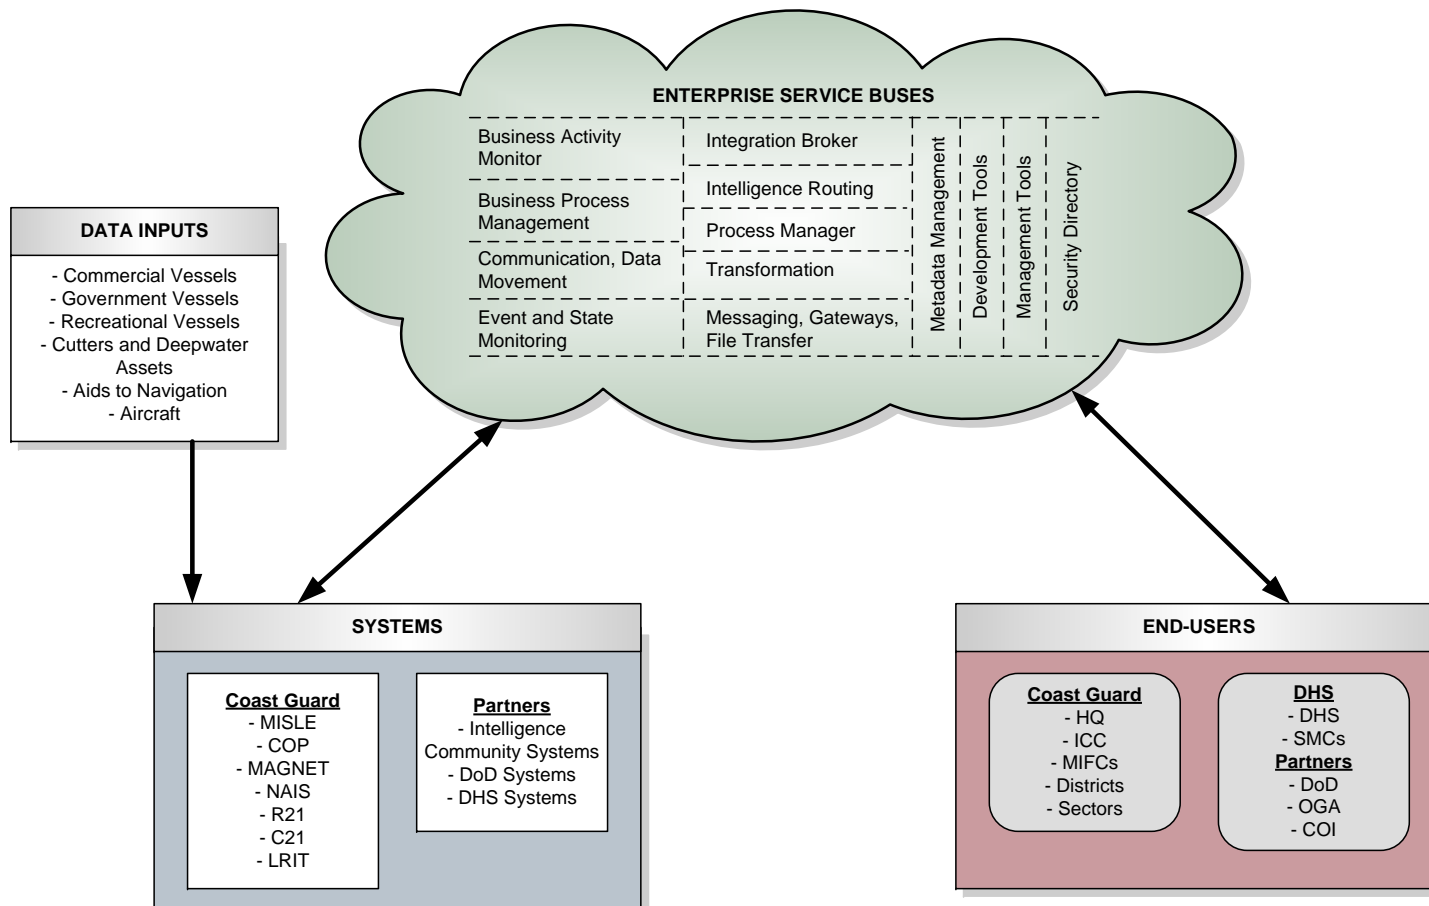 ENTERPRISE SERVICE BUSES
Business Activity
Monitor
Business Process
Management
Communication, Data
Movement
Event and State
Monitoring
Integration Broker
Intelligence Routing
Process Manager
Transformation
Messaging, Gateways,
File Transfer
Metadata Management
Development Tools
Management Tools
Security Directory
DATA INPUTS
- Commercial Vessels
- Government Vessels
- Recreational Vessels
- Cutters and Deepwater
Assets
- Aids to Navigation
- Aircraft
SYSTEMS
Coast Guard
- MISLE
- COP
- MAGNET
- NAIS
- R21
- C21
- LRIT
Partners
- Intelligence
Community Systems
- DoD Systems
- DHS Systems
END-USERS
Coast Guard
- HQ
- ICC
- MIFCs
- Districts
- Sectors
DHS
- DHS
- SMCs
Partners
- DoD
- OGA
- COI